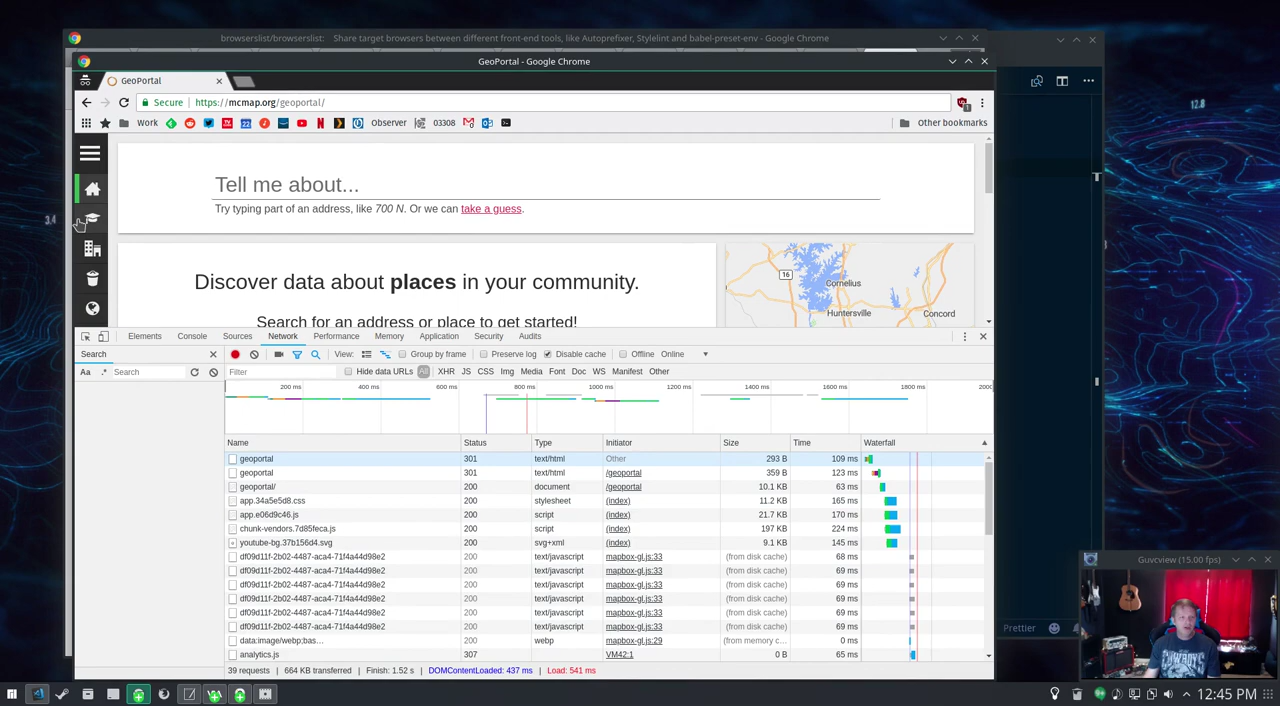 browserslist/browserslist: Share target browsers between different front-end tools, like Autoprefixer, Stylelint and babel-preset-env - Google Chrome
GeoPortal - Google Chrome
GeoPortal
Secure https://mcmap.org/geoportal/
Work Observer 03308 Other bookmarks
Tell me about...
Try typing part of an address, like 700 N. Or we can take a guess.
Discover data about places in your community.
Search for an address or place to get started!
16
Cornelius
Huntersville
Concord
Elements Console Sources Network Performance Memory Application Security Audits
Search
View: Group by frame Preserve log Disable cache Offline Online
Aa .* Search
Filter Hide data URLs All XHR JS CSS Img Media Font Doc WS Manifest Other
200 ms 400 ms 600 ms 800 ms 1000 ms 1200 ms 1400 ms 1600 ms 1800 ms 2000
Name Status Type Initiator Size Time Waterfall
geoportal 301 text/html Other 293 B 109 ms
geoportal 301 text/html /geoportal 359 B 123 ms
geoportal/ 200 document /geoportal 10.1 KB 63 ms
app.34a5e5d8.css 200 stylesheet (index) 11.2 KB 165 ms
app.e06d9c46.js 200 script (index) 21.7 KB 170 ms
chunk-vendors.7d85feca.js 200 script (index) 197 KB 224 ms
youtube-bg.37b156d4.svg 200 svg+xml (index) 9.1 KB 145 ms
df09d11f-2b02-4487-aca4-71f4a44d98e2 200 text/javascript mapbox-gl.js:33 (from disk cache) 68 ms
df09d11f-2b02-4487-aca4-71f4a44d98e2 200 text/javascript mapbox-gl.js:33 (from disk cache) 69 ms
df09d11f-2b02-4487-aca4-71f4a44d98e2 200 text/javascript mapbox-gl.js:33 (from disk cache) 69 ms
df09d11f-2b02-4487-aca4-71f4a44d98e2 200 text/javascript mapbox-gl.js:33 (from disk cache) 69 ms
df09d11f-2b02-4487-aca4-71f4a44d98e2 200 text/javascript mapbox-gl.js:33 (from disk cache) 69 ms
df09d11f-2b02-4487-aca4-71f4a44d98e2 200 text/javascript mapbox-gl.js:33 (from disk cache) 69 ms
data:image/webp;bas... 200 webp mapbox-gl.js:29 (from memory c... 0 ms
analytics.js 307 VM42:1 0 B 65 ms
39 requests 664 KB transferred Finish: 1.52 s DOMContentLoaded: 437 ms Load: 541 ms
3.4
12.8
Guvcview (15.00 fps)
Prettier
COWBOYS
12:45 PM